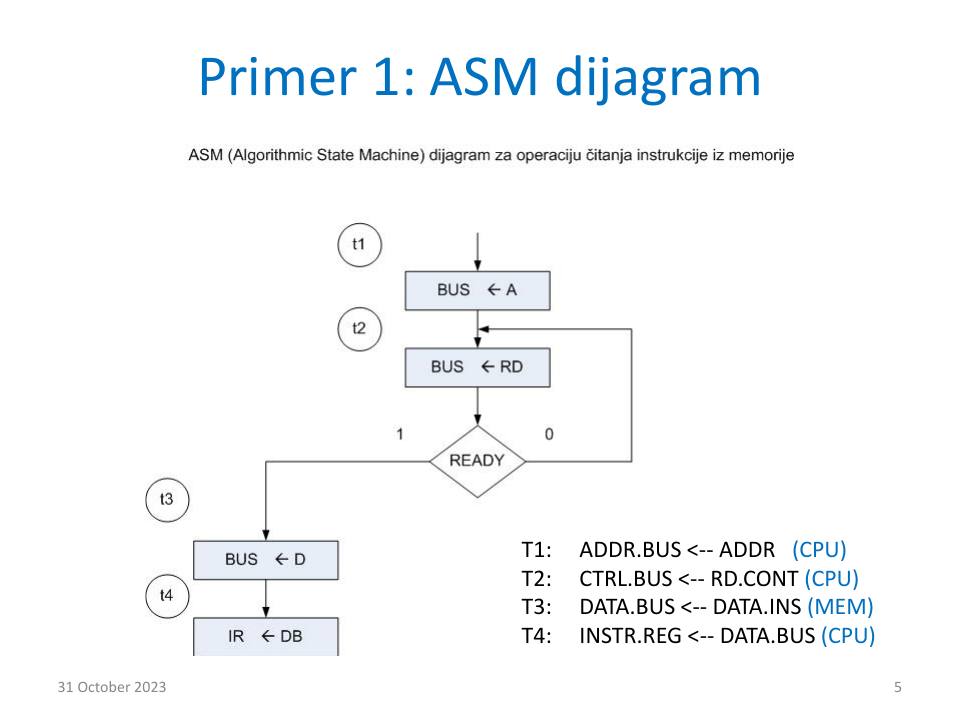 Primer 1: ASM dijagram
ASM (Algorithmic State Machine) dijagram za operaciju čitanja instrukcije iz memorije
t1
BUS ← A
t2
BUS ← RD
1
0
READY
t3
BUS ← D
t4
IR ← DB
T1: ADDR.BUS <-- ADDR (CPU)
T2: CTRL.BUS <-- RD.CONT (CPU)
T3: DATA.BUS <-- DATA.INS (MEM)
T4: INSTR.REG <-- DATA.BUS (CPU)
31 October 2023
5